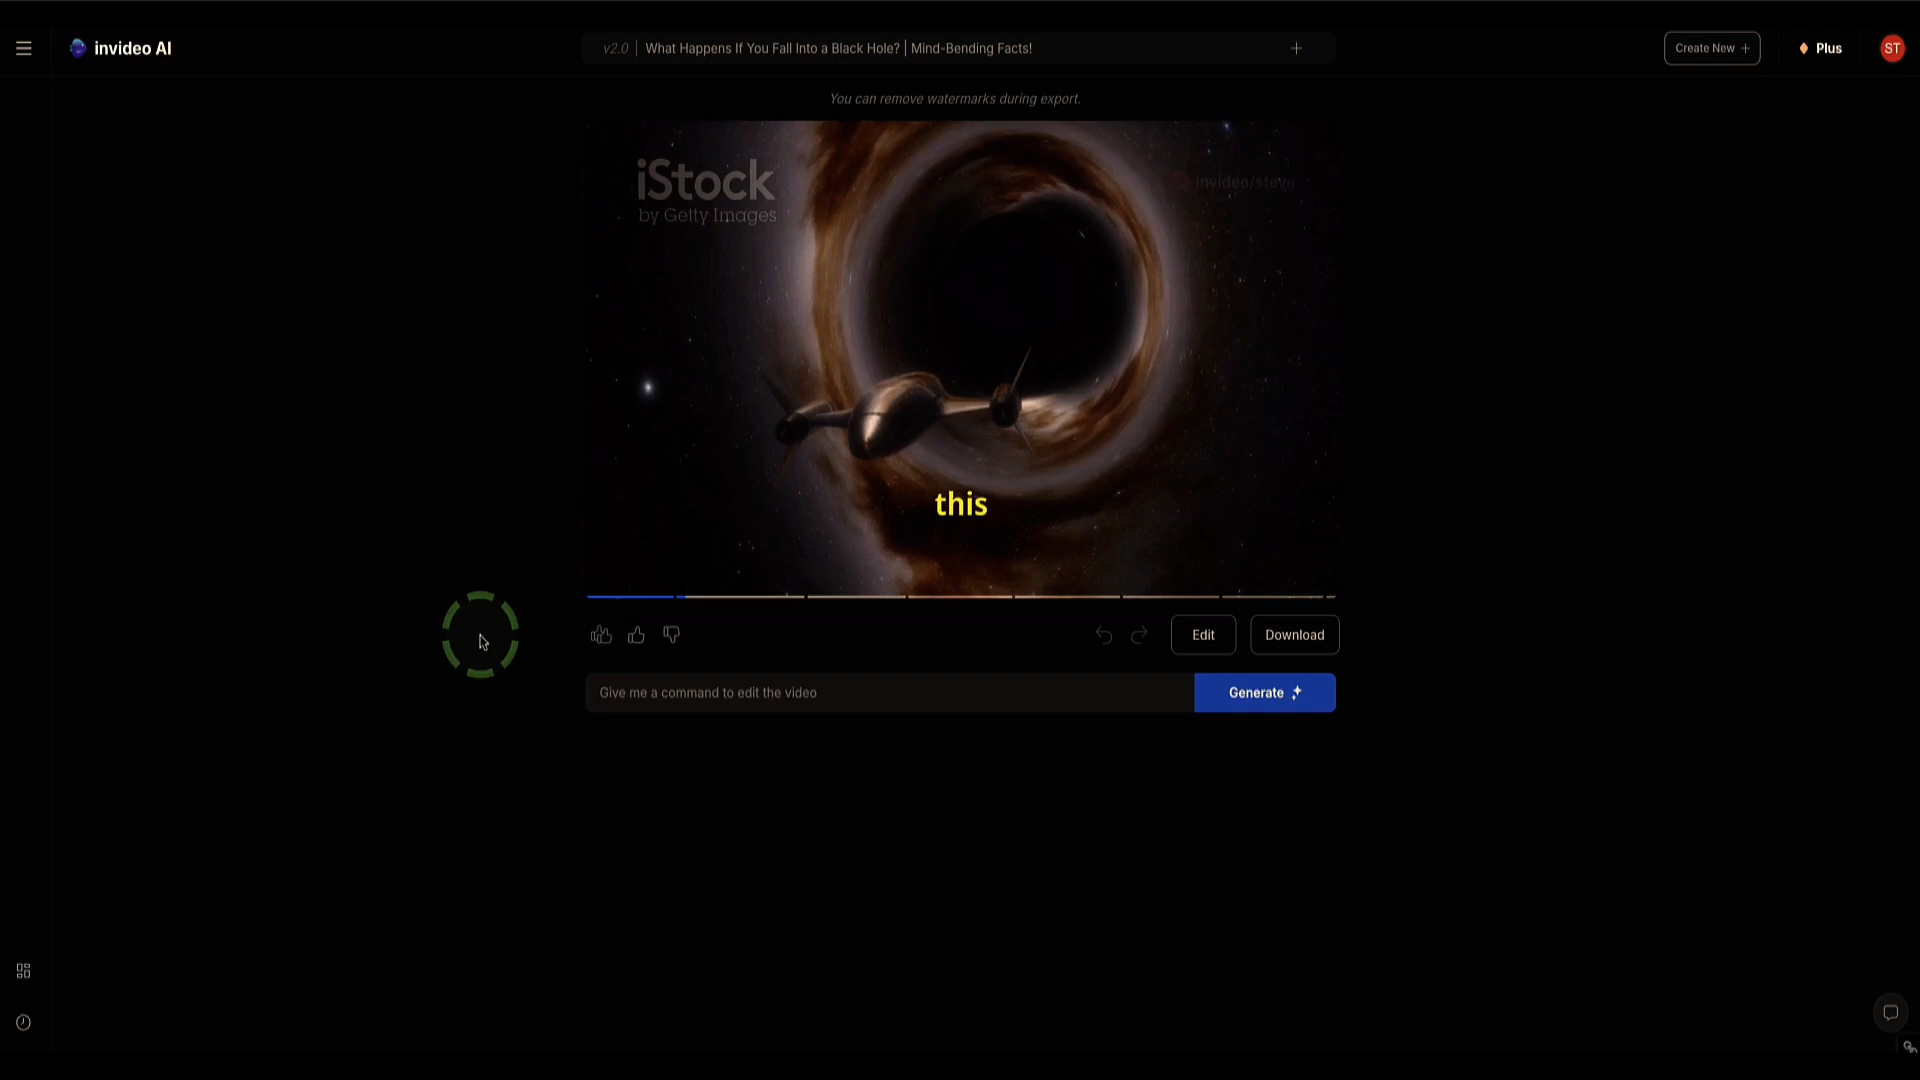 invideo AI
v2.0 | What Happens If You Fall Into a Black Hole? | Mind-Bending Facts!
Create New
Plus
ST
You can remove watermarks during export.
iStock
by Getty Images
invideo/steve
this
Edit
Download
Give me a command to edit the video
Generate